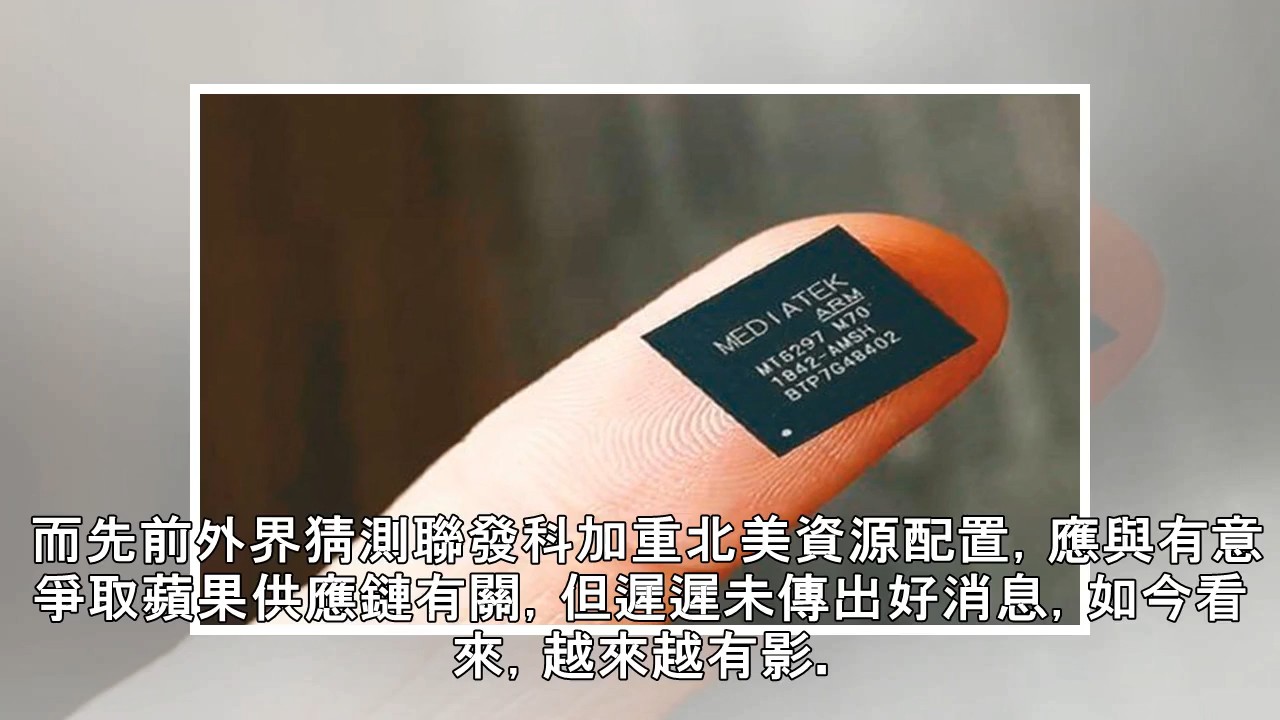 MEDIATEK
ARM
MT6297 M70
1842-AMSH
BTP7G48402
而先前外界猜測聯發科加重北美資源配置, 應與有意
爭取蘋果供應鏈有關, 但遲遲未傳出好消息, 如今看
來, 越來越有影.